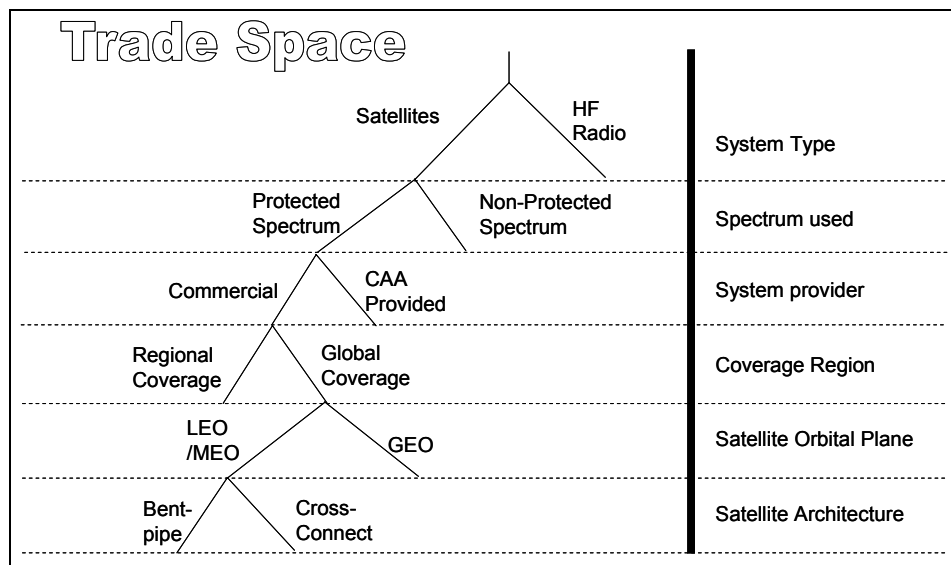 Trade Space
Satellites
HF
Radio
System Type
Protected
Spectrum
Non-Protected
Spectrum
Spectrum used
Commercial
CAA
Provided
System provider
Regional
Coverage
Global
Coverage
Coverage Region
LEO
/MEO
GEO
Satellite Orbital Plane
Bent-
pipe
Cross-
Connect
Satellite Architecture